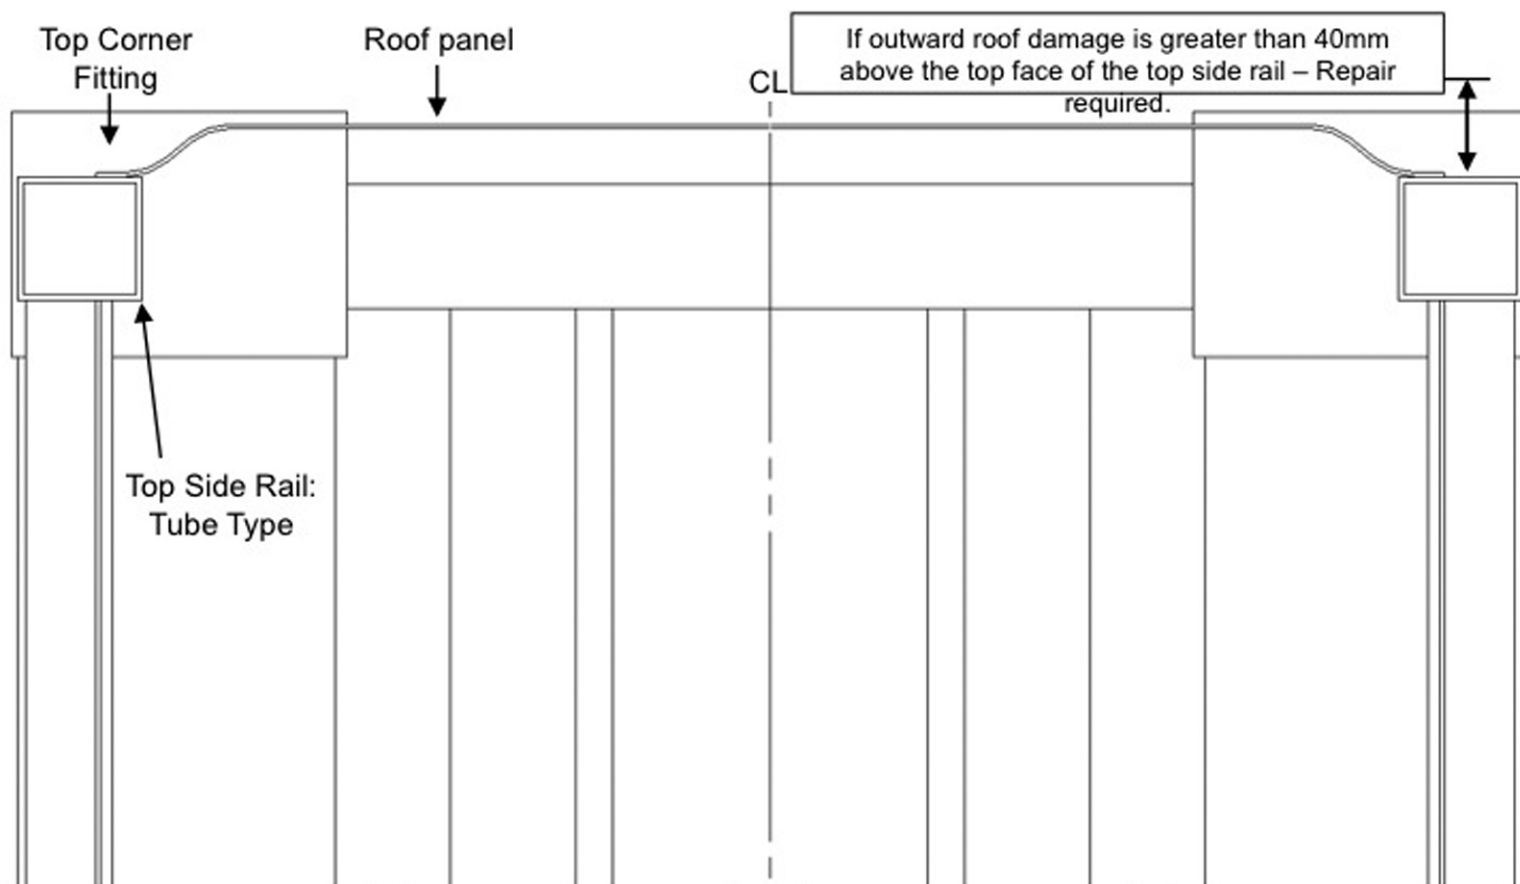 Top Corner
Fitting
Roof panel
CL
If outward roof damage is greater than 40mm
above the top face of the top side rail – Repair
required.
Top Side Rail:
Tube Type